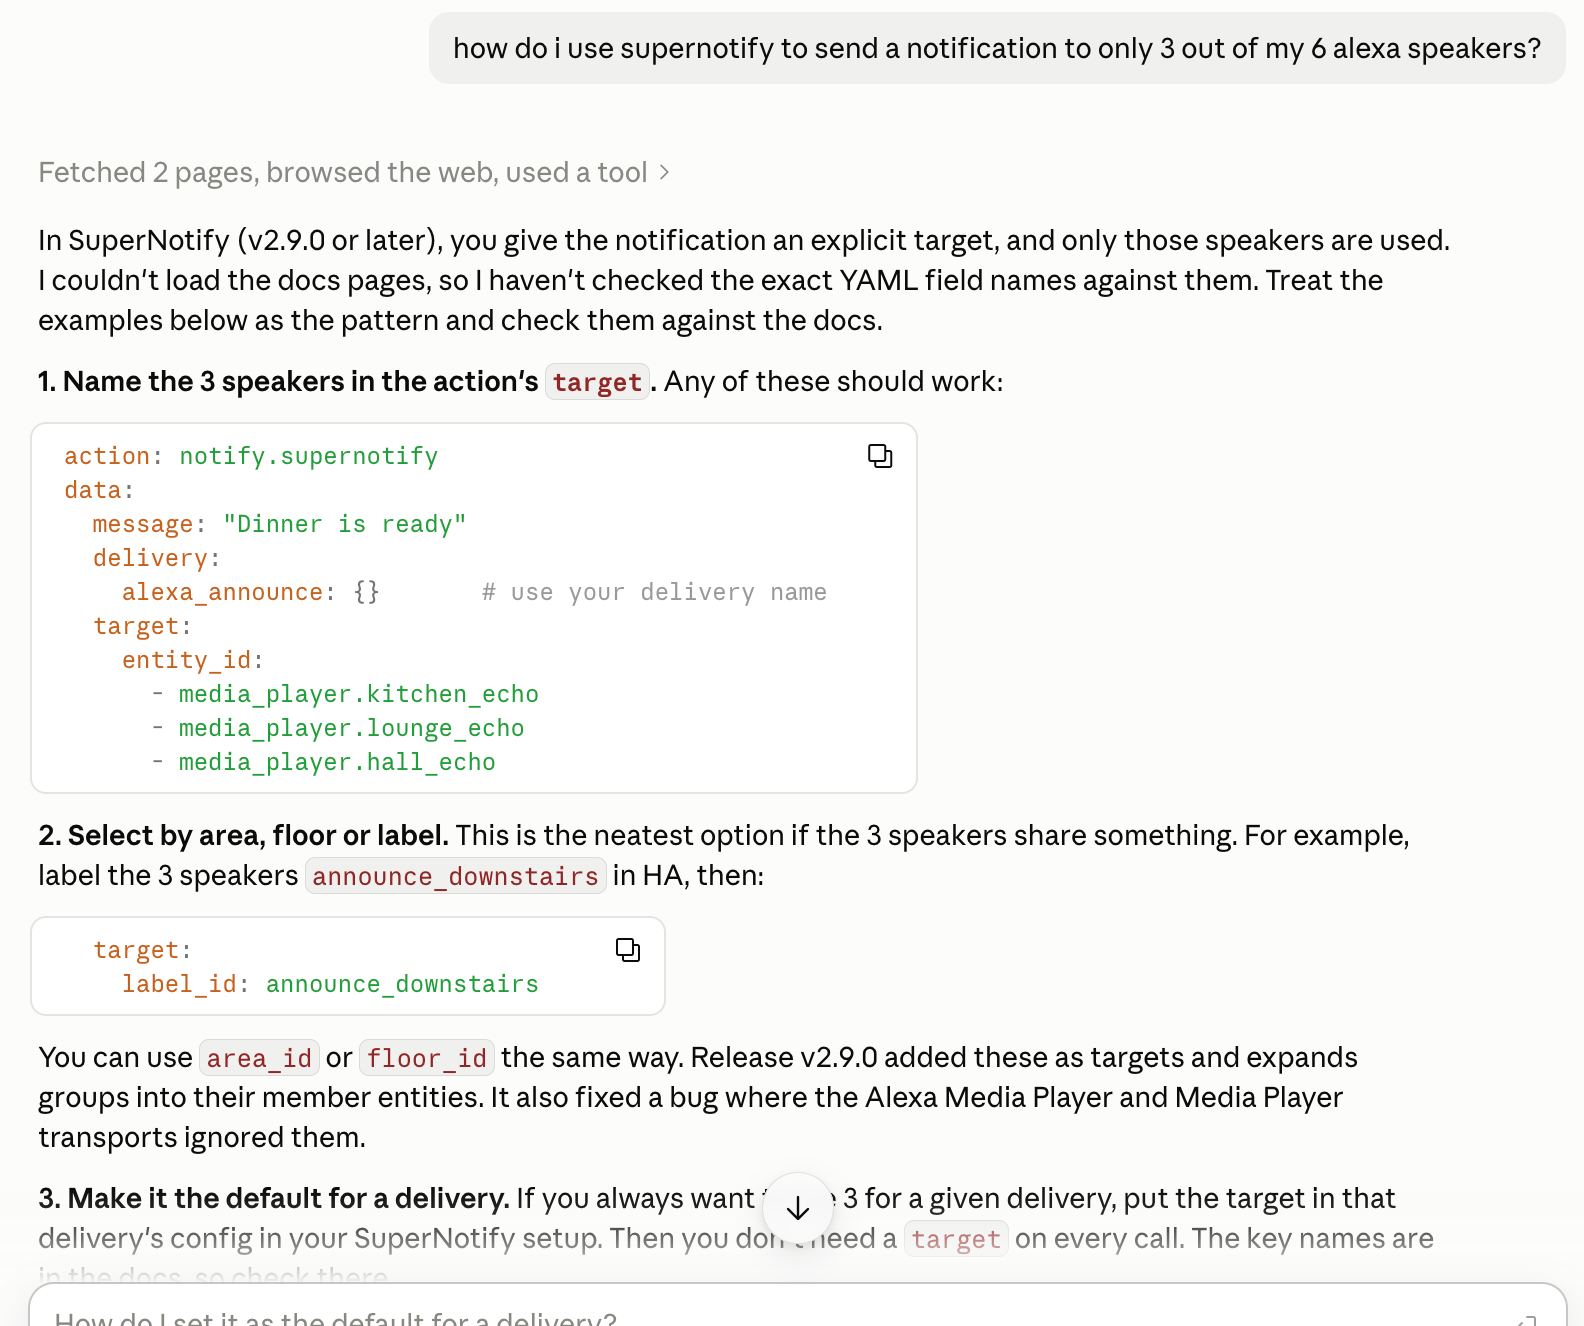 how do i use supernotify to send a notification to only 3 out of my 6 alexa speakers?
Fetched 2 pages, browsed the web, used a tool >
In SuperNotify (v2.9.0 or later), you give the notification an explicit target, and only those speakers are used.
I couldn't load the docs pages, so I haven't checked the exact YAML field names against them. Treat the
examples below as the pattern and check them against the docs.
1. Name the 3 speakers in the action's target. Any of these should work:
action: notify.supernotify
data:
  message: "Dinner is ready"
  delivery:
    alexa_announce: {}       # use your delivery name
  target:
    entity_id:
      - media_player.kitchen_echo
      - media_player.lounge_echo
      - media_player.hall_echo
2. Select by area, floor or label. This is the neatest option if the 3 speakers share something. For example,
label the 3 speakers announce_downstairs in HA, then:
  target:
    label_id: announce_downstairs
You can use area_id or floor_id the same way. Release v2.9.0 added these as targets and expands
groups into their member entities. It also fixed a bug where the Alexa Media Player and Media Player
transports ignored them.
3. Make it the default for a delivery. If you always want 3 for a given delivery, put the target in that
delivery's config in your SuperNotify setup. Then you don't need a target on every call. The key names are
in the docs, so check there.
How do I set it as the default for a delivery?